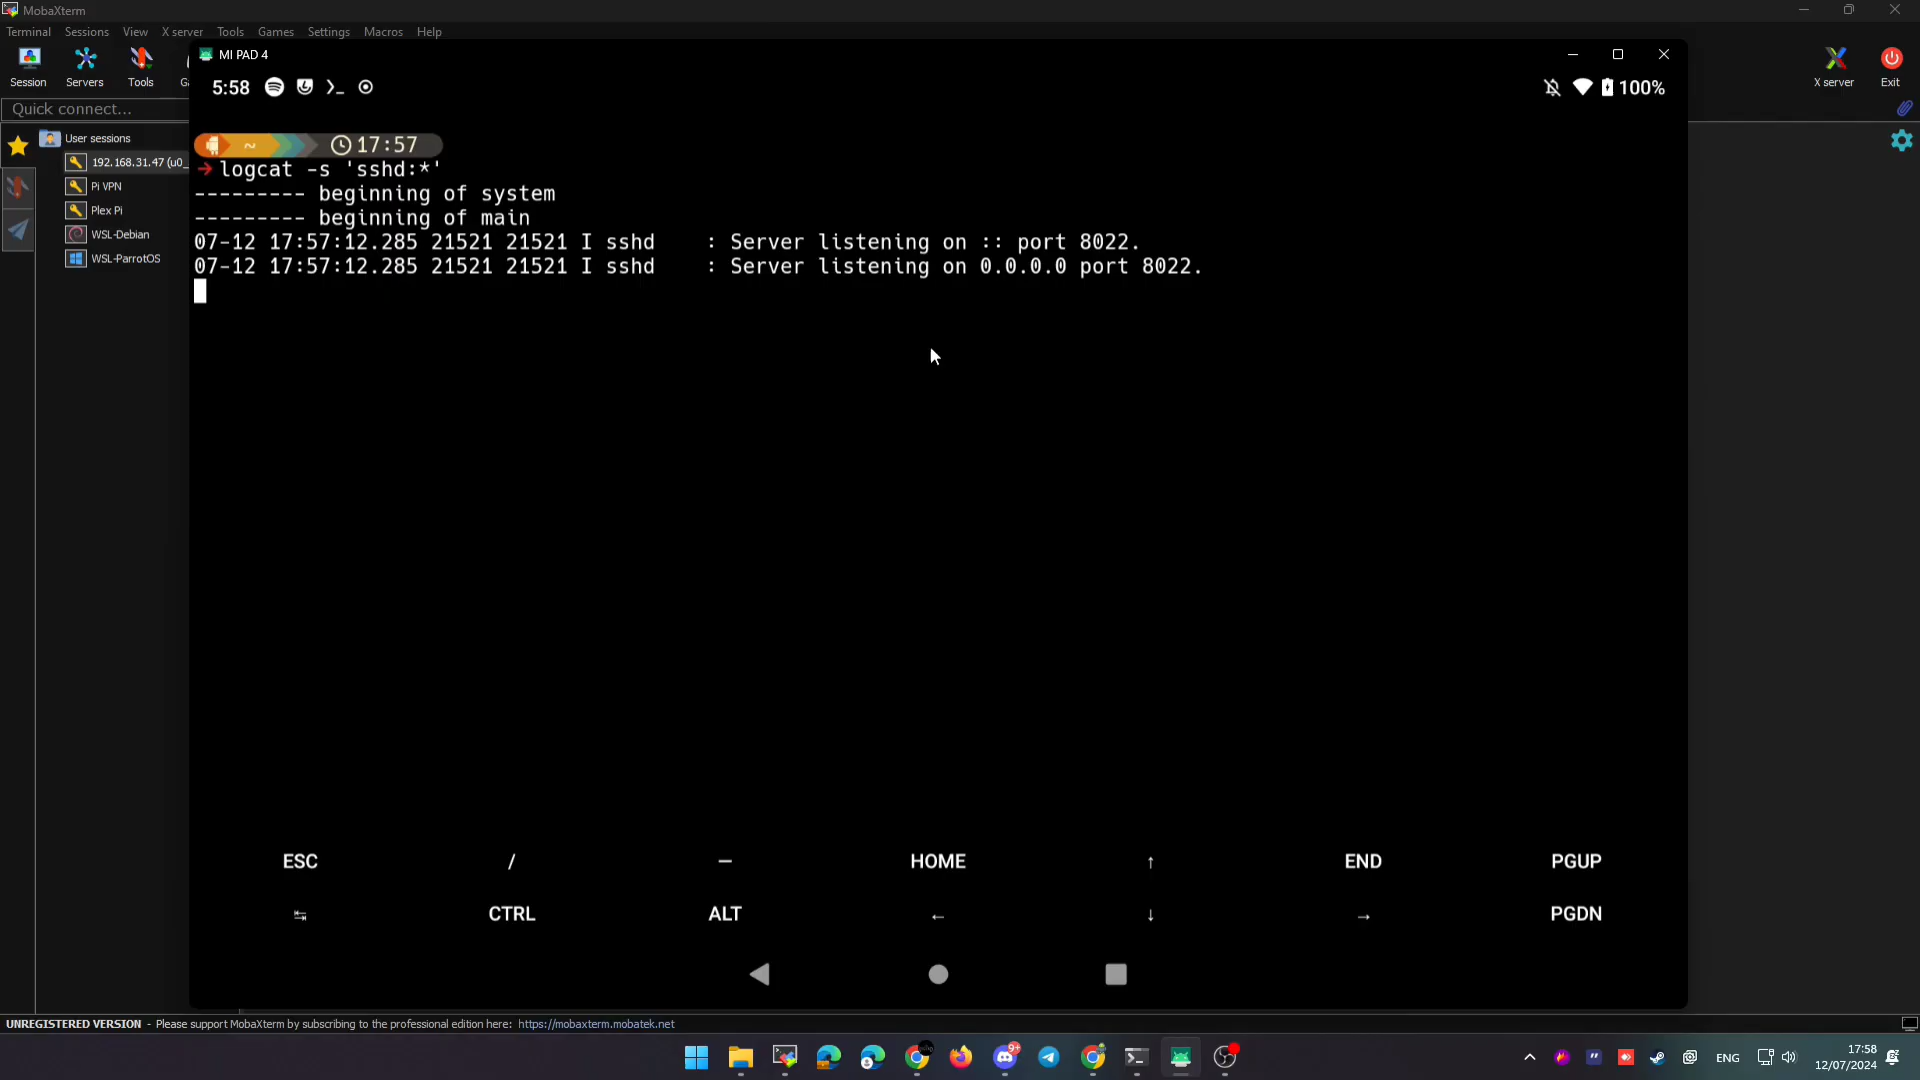 MobaXterm
Terminal Sessions View X server Tools Games Settings Macros Help
MI PAD 4
Session Servers Tools X server Exit
5:58 100%
Quick connect...
User sessions
192.168.31.47 (u0_
Pi VPN
Plex Pi
WSL-Debian
WSL-ParrotOS
~ 17:57
→ logcat -s 'sshd:*'
--------- beginning of system
--------- beginning of main
07-12 17:57:12.285 21521 21521 I sshd : Server listening on :: port 8022.
07-12 17:57:12.285 21521 21521 I sshd : Server listening on 0.0.0.0 port 8022.
ESC / — HOME ↑ END PGUP
↹ CTRL ALT ← ↓ → PGDN
UNREGISTERED VERSION - Please support MobaXterm by subscribing to the professional edition here: https://mobaxterm.mobatek.net
9+
ENG
17:58
12/07/2024